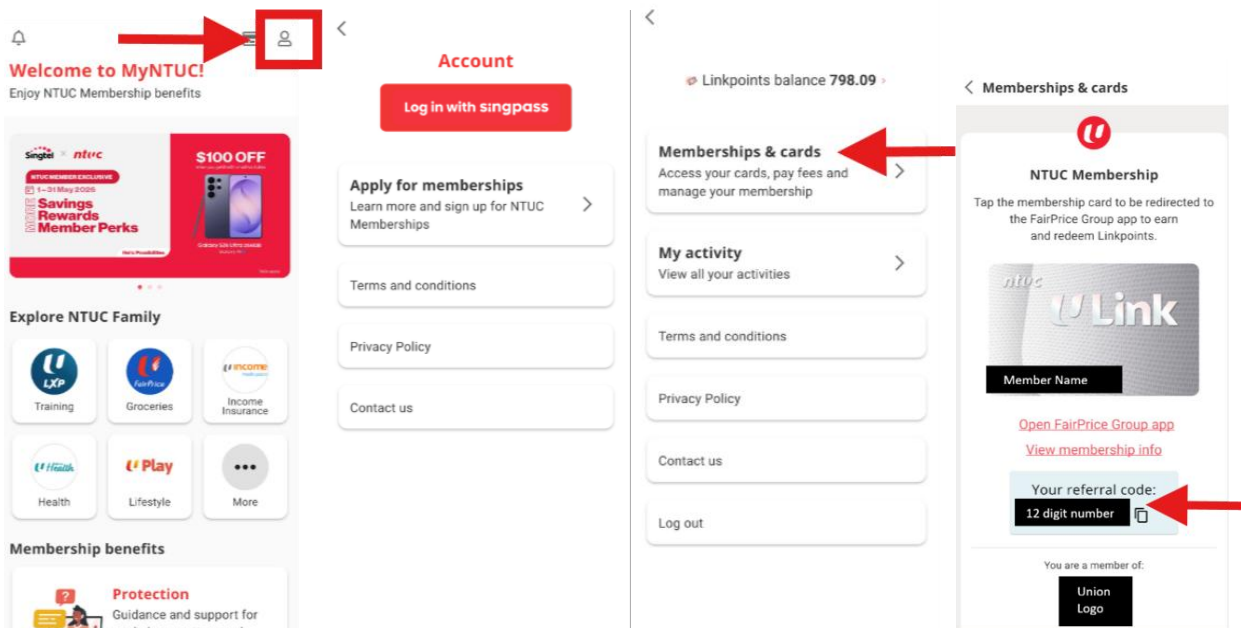 Welcome to MyNTUC!
Enjoy NTUC Membership benefits
Singtel × ntuc
NTUC MEMBER EXCLUSIVE
1 – 31 May 2026
MORE
Savings
Rewards
Member Perks
$100 OFF
Explore NTUC Family
LXP
Training
FairPrice
Groceries
income
Income
Insurance
Health
Health
Play
Lifestyle
More
Membership benefits
Protection
Guidance and support for
Account
Log in with singpass
Apply for memberships
Learn more and sign up for NTUC
Memberships
Terms and conditions
Privacy Policy
Contact us
Linkpoints balance 798.09
Memberships & cards
Access your cards, pay fees and
manage your membership
My activity
View all your activities
Terms and conditions
Privacy Policy
Contact us
Log out
Memberships & cards
NTUC Membership
Tap the membership card to be redirected to
the FairPrice Group app to earn
and redeem Linkpoints.
ntuc
U Link
Member Name
Open FairPrice Group app
View membership info
Your referral code:
12 digit number
You are a member of:
Union
Logo